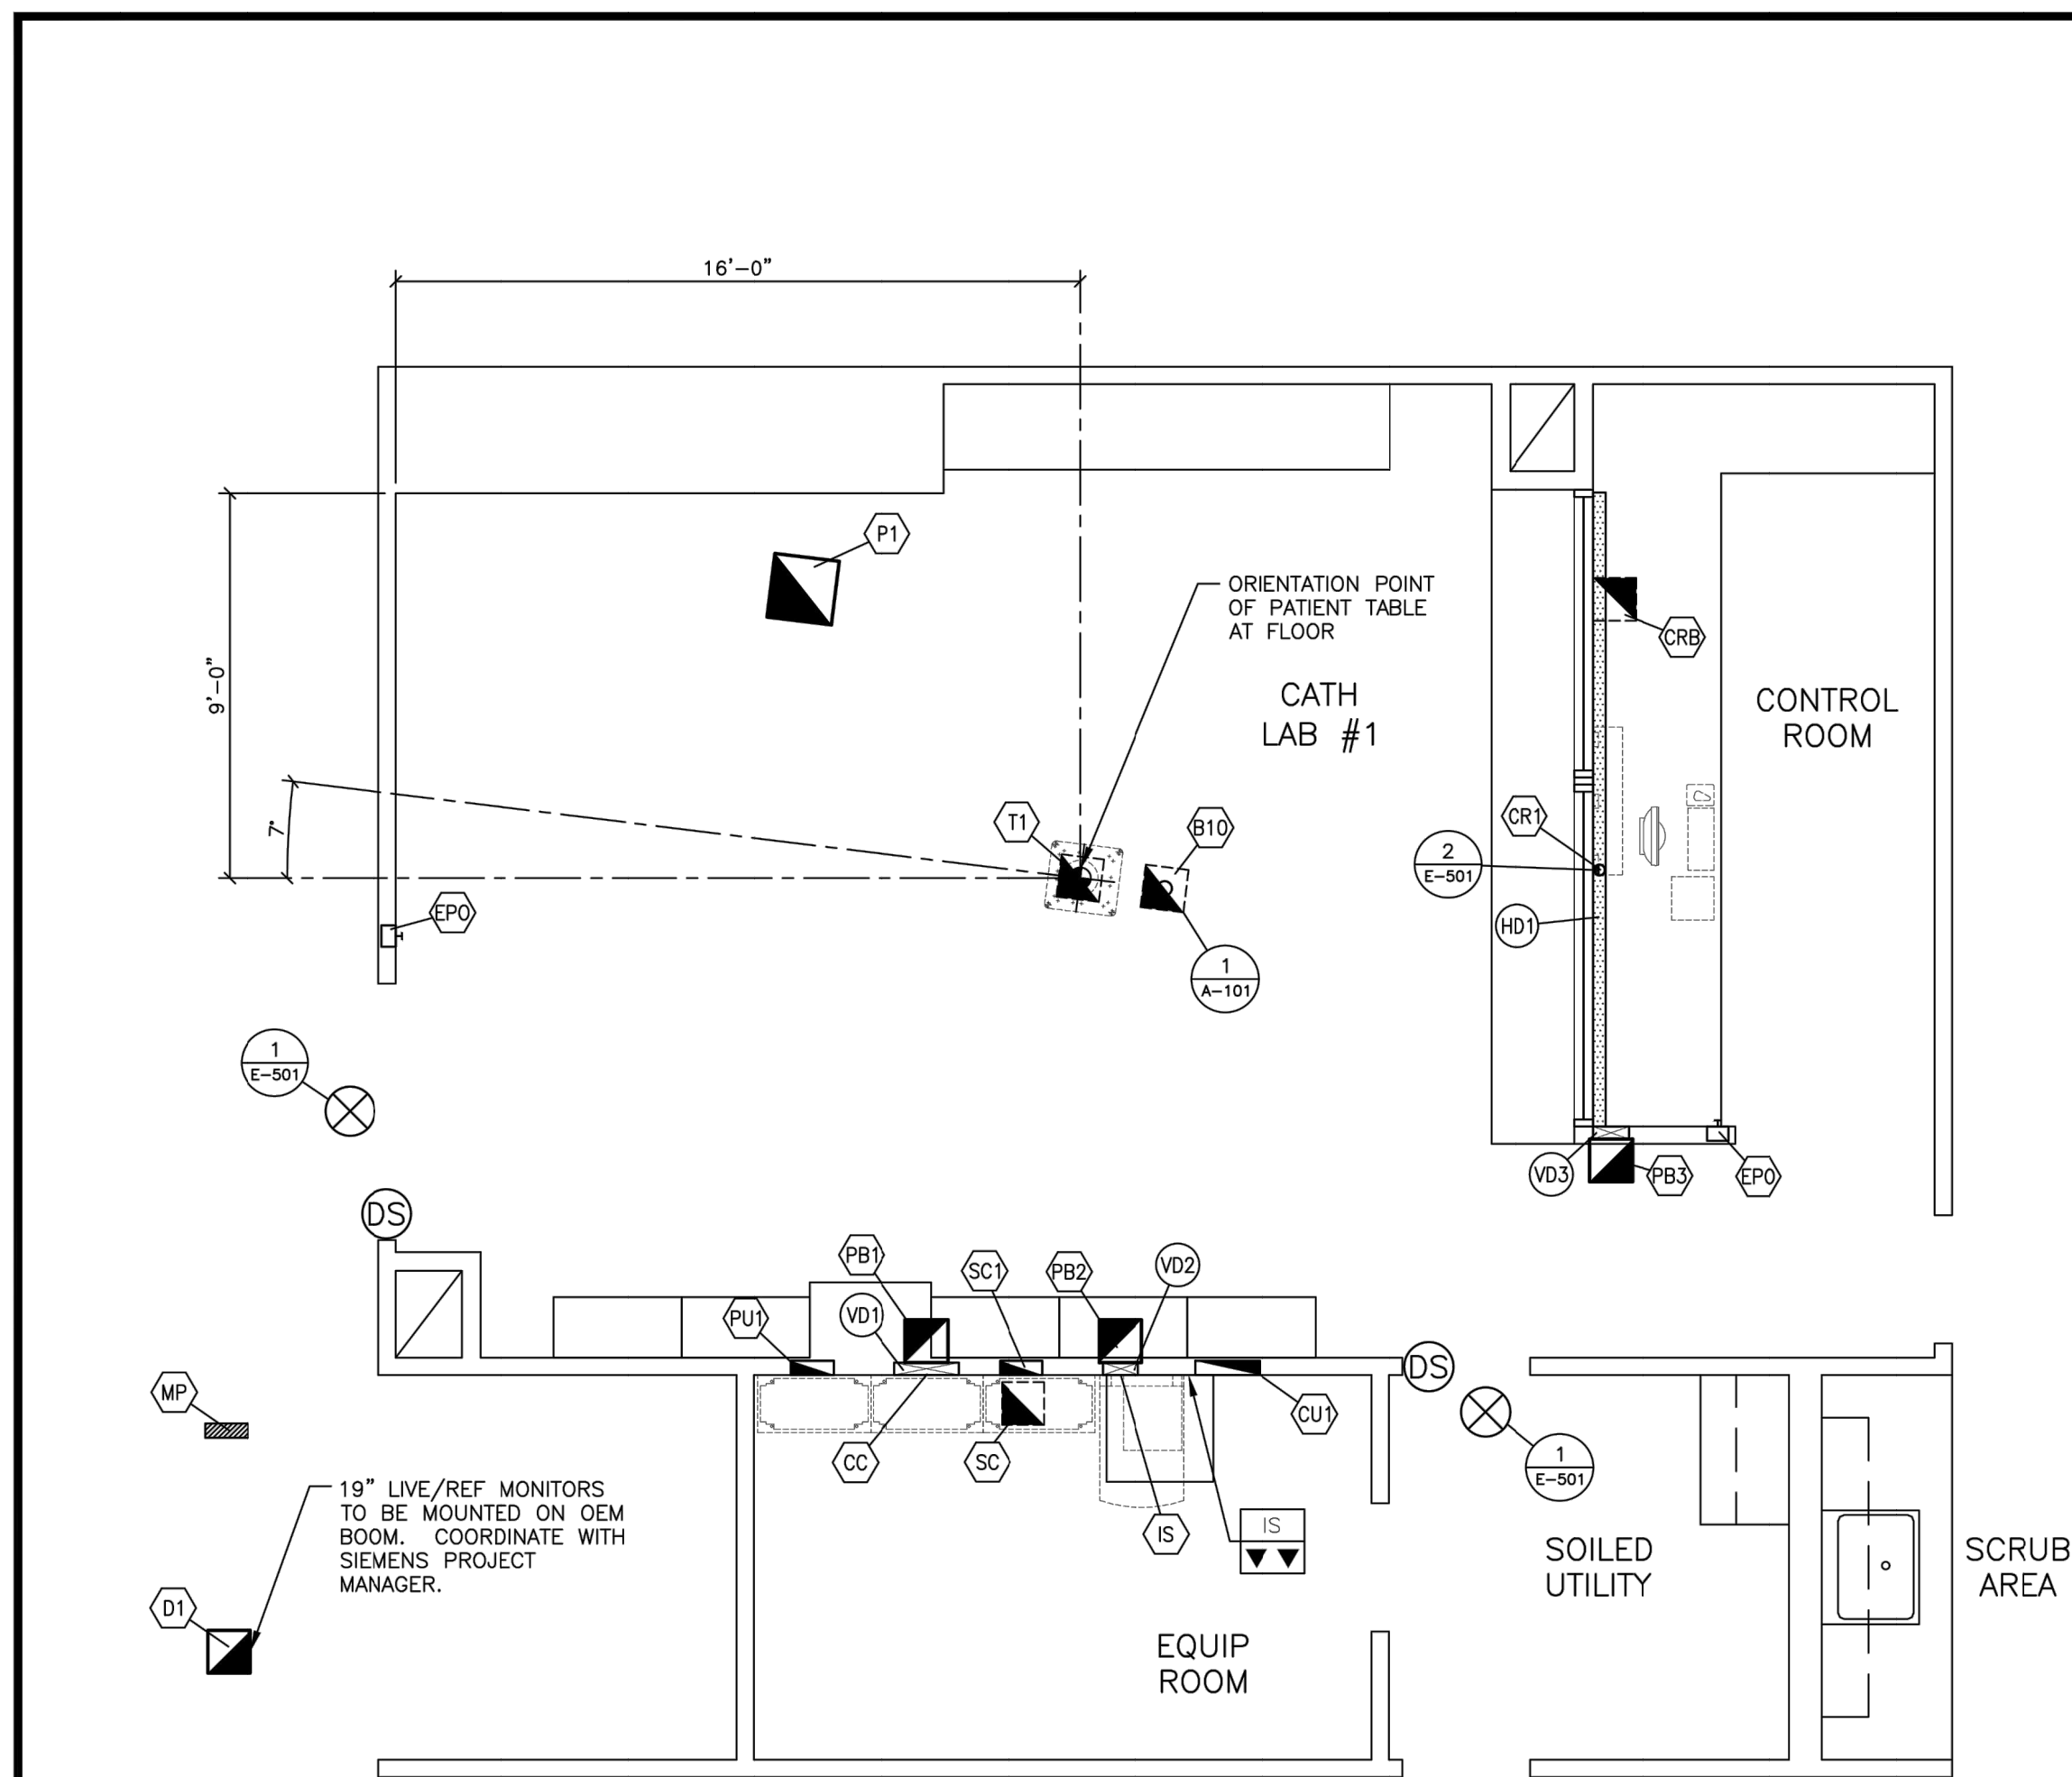 16'-0"
P1
ORIENTATION POINT
OF PATIENT TABLE
AT FLOOR
CRB
9'-0"
CATH
LAB #1
CONTROL
ROOM
7°
T1
B10
CR1
2
E-501
EPO
HD1
1
A-101
1
E-501
VD3
PB3
EPO
DS
PB1
SC1
PB2
VD2
PU1
VD1
DS
MP
CU1
CC
SC
1
E-501
19" LIVE/REF MONITORS
TO BE MOUNTED ON OEM
BOOM. COORDINATE WITH
SIEMENS PROJECT
MANAGER.
IS
IS
SOILED
UTILITY
SCRUB
AREA
D1
EQUIP
ROOM